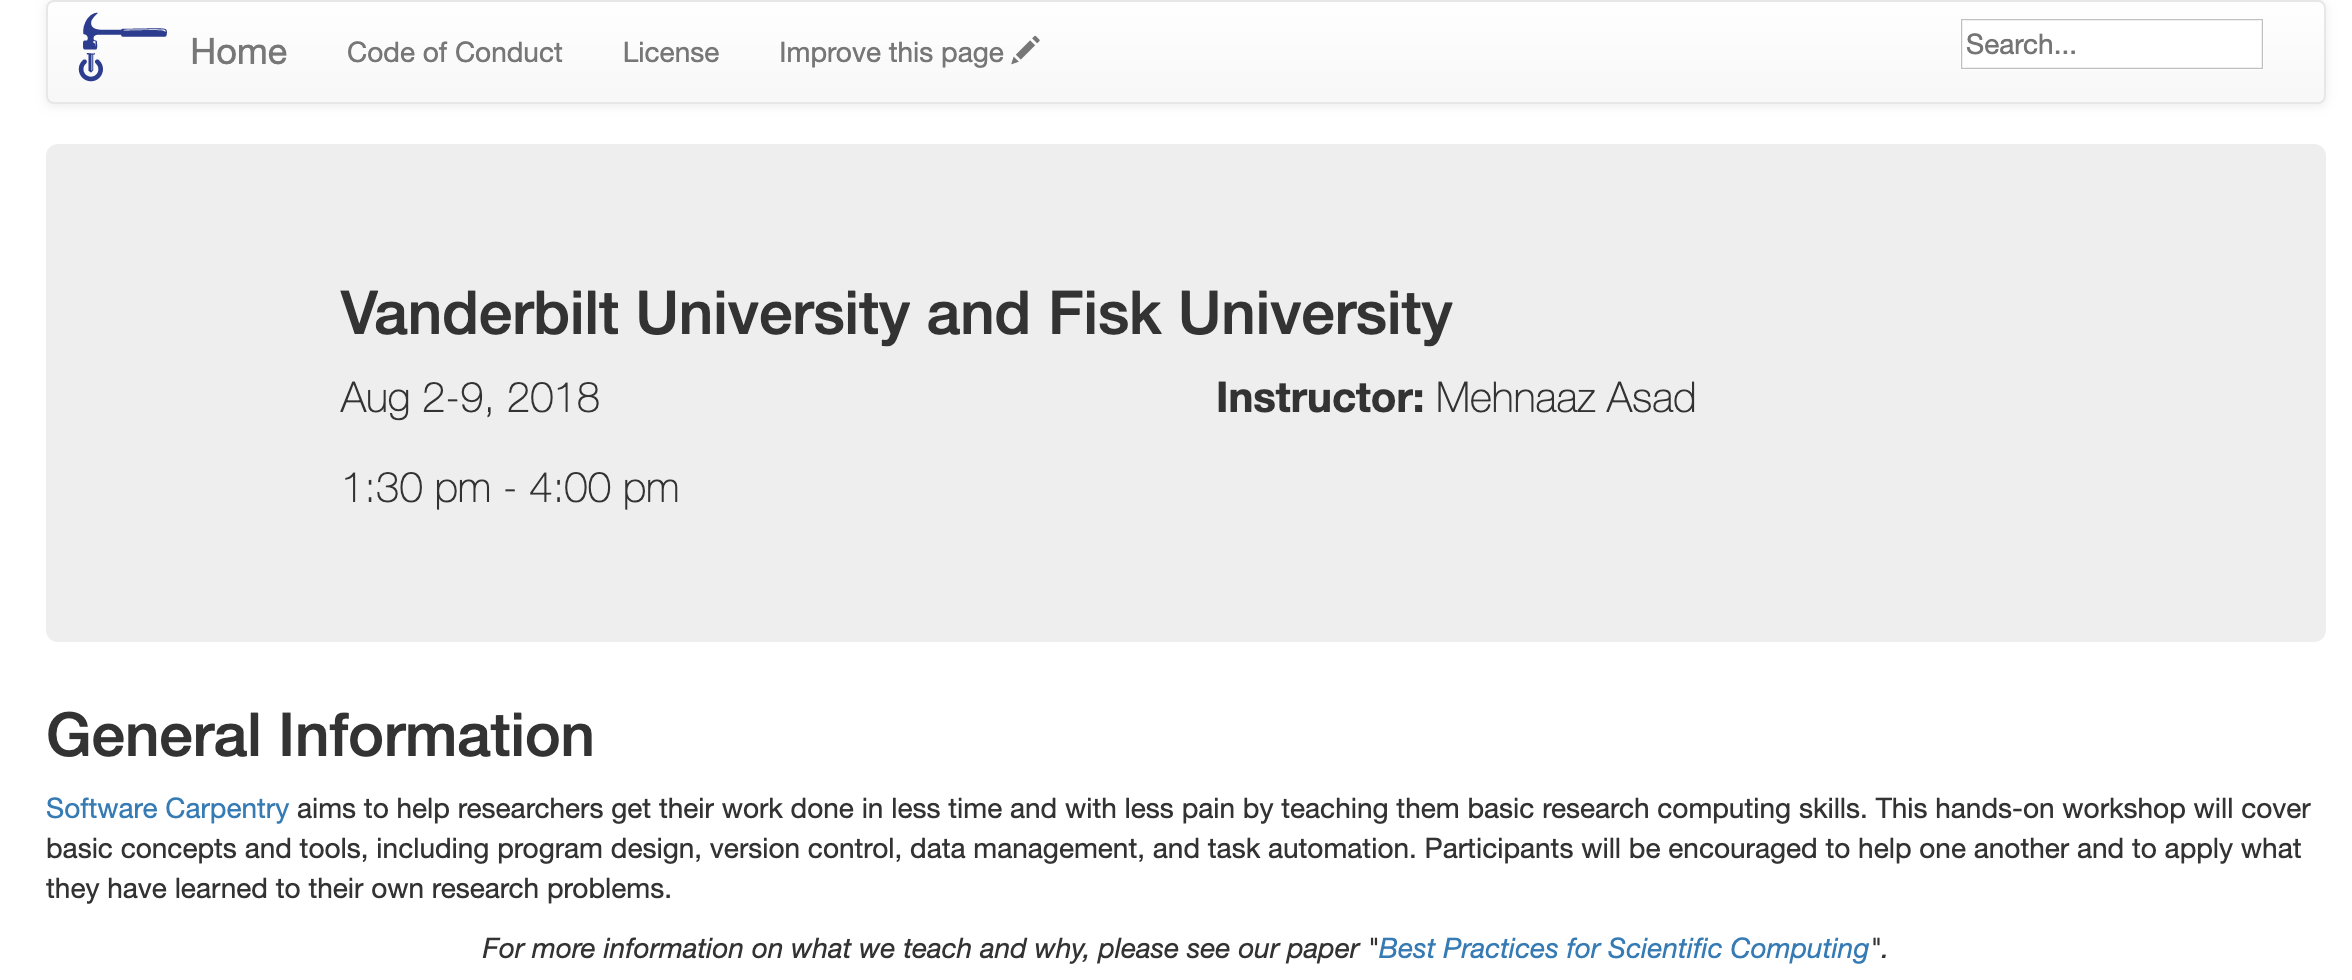 Home Code of Conduct License Improve this page Search...
Vanderbilt University and Fisk University
Aug 2-9, 2018 Instructor: Mehnaaz Asad
1:30 pm - 4:00 pm
General Information
Software Carpentry aims to help researchers get their work done in less time and with less pain by teaching them basic research computing skills. This hands-on workshop will cover
basic concepts and tools, including program design, version control, data management, and task automation. Participants will be encouraged to help one another and to apply what
they have learned to their own research problems.
For more information on what we teach and why, please see our paper "Best Practices for Scientific Computing".